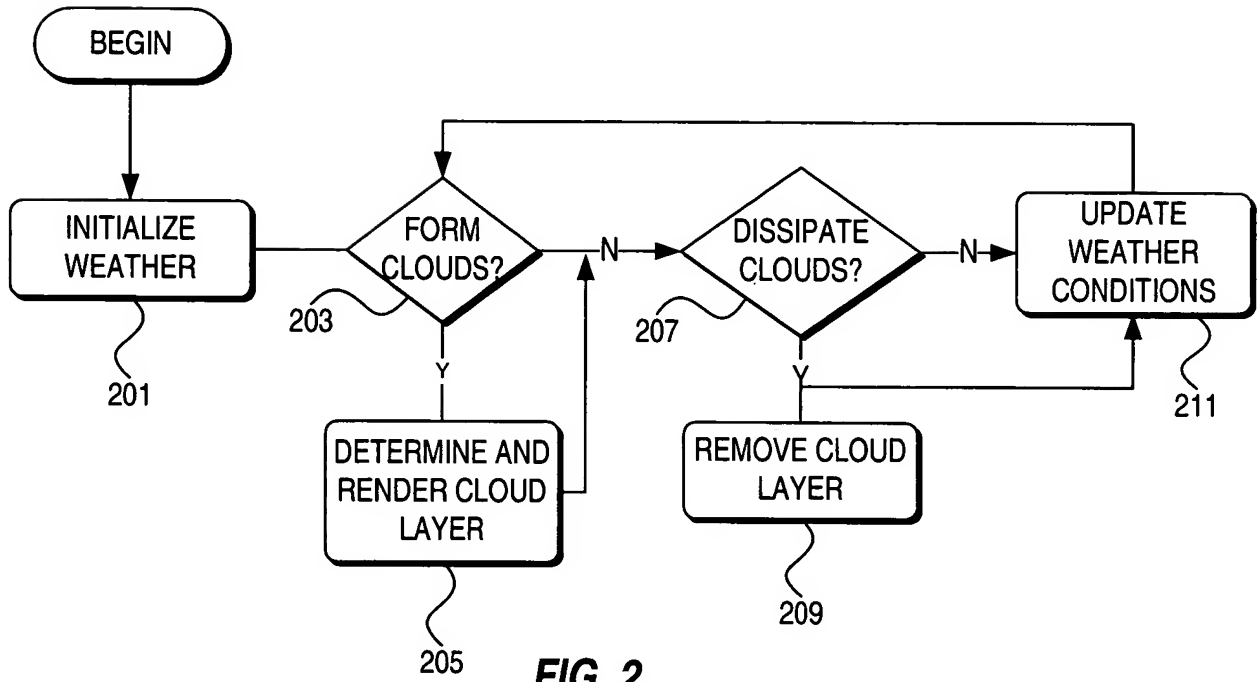 BEGIN
INITIALIZE
WEATHER
201
FORM
CLOUDS?
203
N
Y
DETERMINE AND
RENDER CLOUD
LAYER
205
DISSIPATE
CLOUDS?
207
N
Y
REMOVE CLOUD
LAYER
209
UPDATE
WEATHER
CONDITIONS
211
FIG. 2